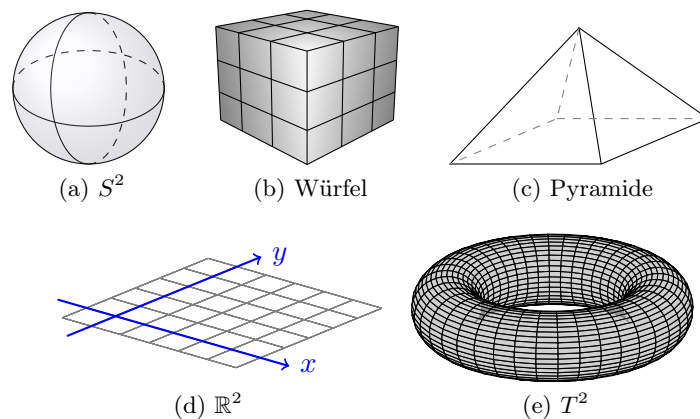 (a) S² (b) Würfel (c) Pyramide
y
x
(d) ℝ² (e) T²